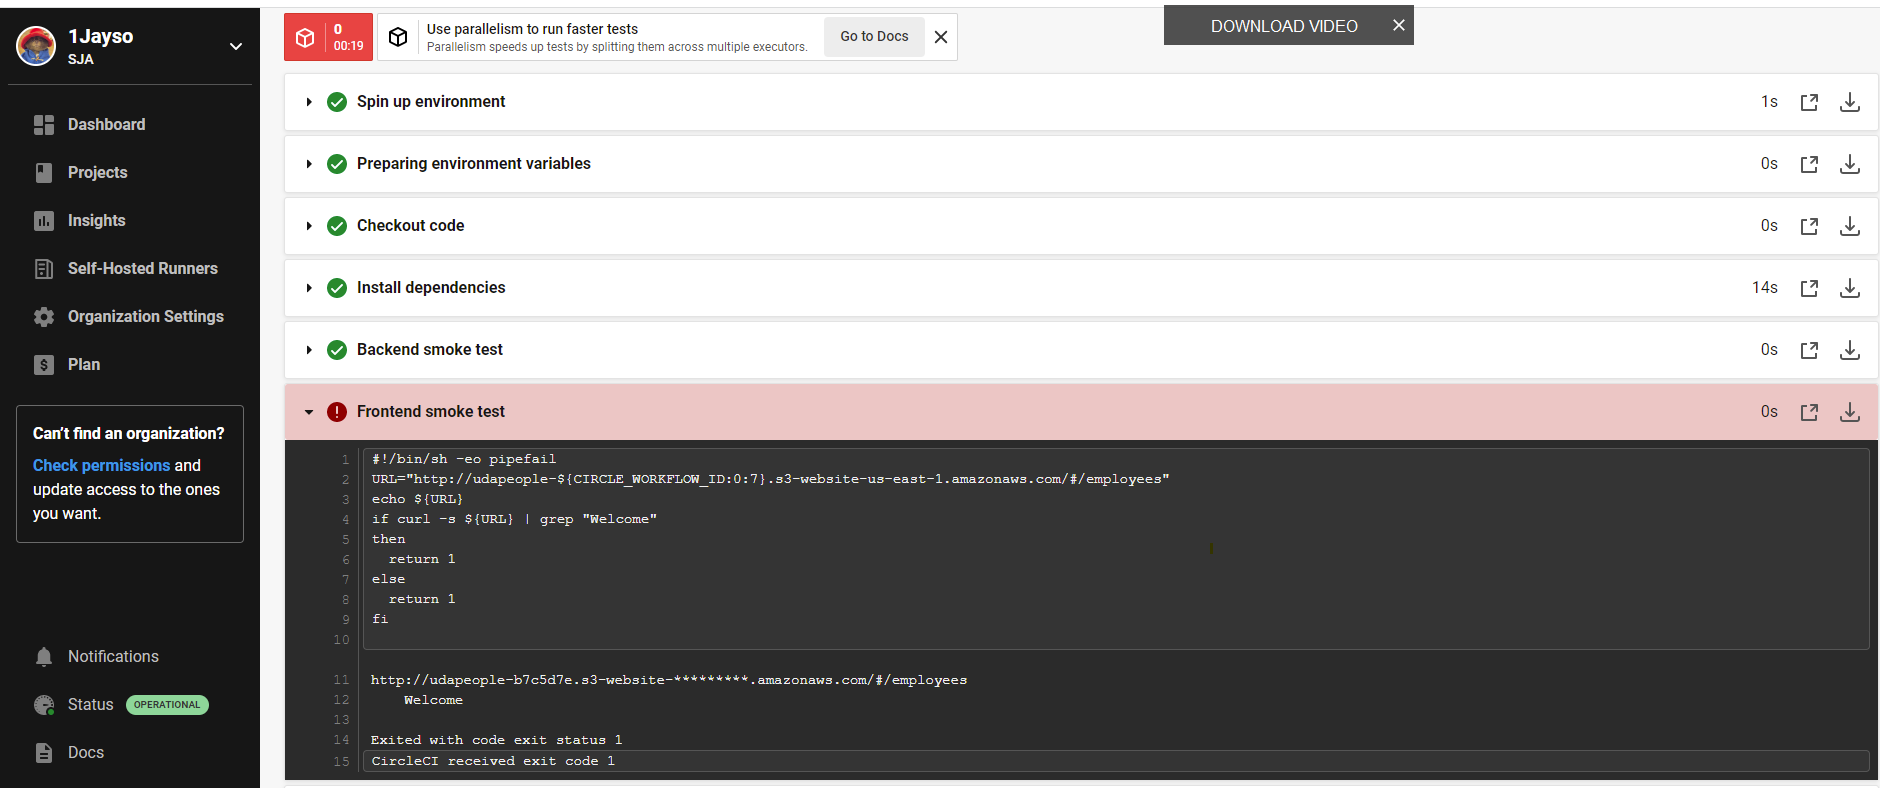 1Jayso
SJA
Dashboard
Projects
Insights
Self-Hosted Runners
Organization Settings
Plan
Can't find an organization?
Check permissions and
update access to the ones
you want.
Notifications
Status OPERATIONAL
Docs
0
00:19
Use parallelism to run faster tests
Parallelism speeds up tests by splitting them across multiple executors.
Go to Docs
DOWNLOAD VIDEO
Spin up environment 1s
Preparing environment variables 0s
Checkout code 0s
Install dependencies 14s
Backend smoke test 0s
Frontend smoke test 0s
1 #!/bin/sh -eo pipefail
2 URL="http://udapeople-${CIRCLE_WORKFLOW_ID:0:7}.s3-website-us-east-1.amazonaws.com/#/employees"
3 echo ${URL}
4 if curl -s ${URL} | grep "Welcome"
5 then
6   return 1
7 else
8   return 1
9 fi
10
11 http://udapeople-b7c5d7e.s3-website-*********.amazonaws.com/#/employees
12     Welcome
13
14 Exited with code exit status 1
15 CircleCI received exit code 1